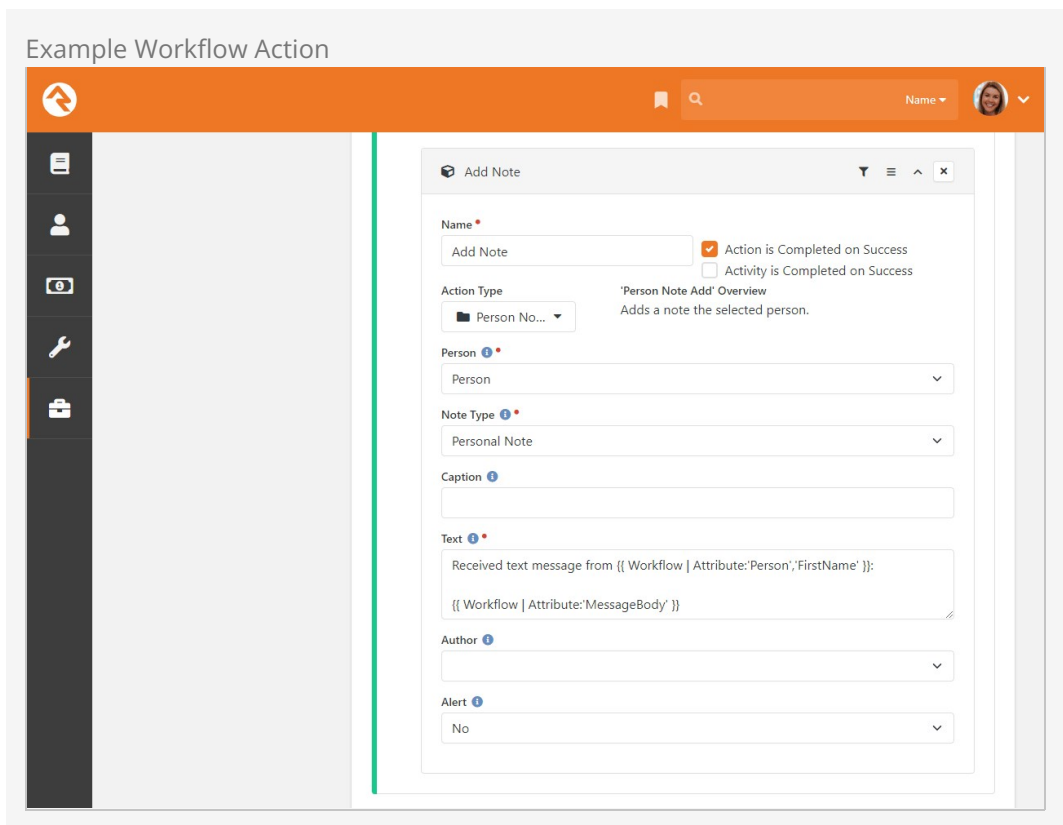 Example Workflow Action
Name
Add Note
Name
Add Note
Action is Completed on Success
Activity is Completed on Success
Action Type
'Person Note Add' Overview
Person No...
Adds a note the selected person.
Person
Person
Note Type
Personal Note
Caption
Text
Received text message from {{ Workflow | Attribute:'Person','FirstName' }}:
{{ Workflow | Attribute:'MessageBody' }}
Author
Alert
No